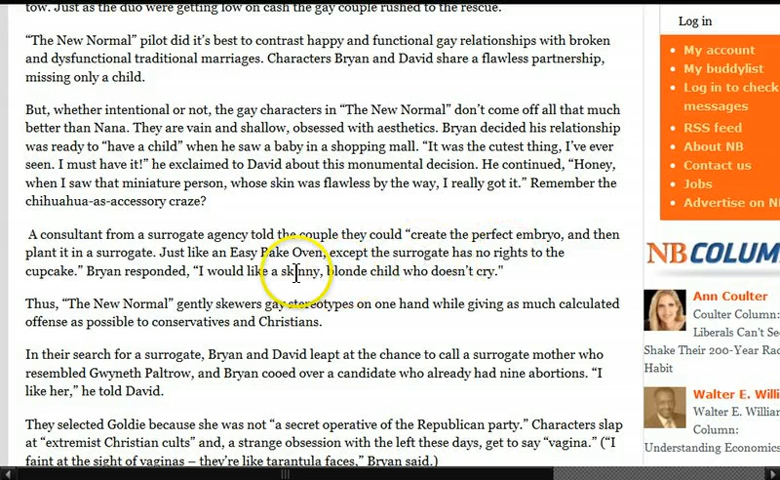 tow. Just as the duo were getting low on cash the gay couple rushed to the rescue.
“The New Normal” pilot did it’s best to contrast happy and functional gay relationships with broken
and dysfunctional traditional marriages. Characters Bryan and David share a flawless partnership,
missing only a child.
But, whether intentional or not, the gay characters in “The New Normal” don’t come off all that much
better than Nana. They are vain and shallow, obsessed with aesthetics. Bryan decided his relationship
was ready to “have a child” when he saw a baby in a shopping mall. “It was the cutest thing, I’ve ever
seen. I must have it!” he exclaimed to David about this monumental decision. He continued, “Honey,
when I saw that miniature person, whose skin was flawless by the way, I really got it.” Remember the
chihuahua-as-accessory craze?
A consultant from a surrogate agency told the couple they could “create the perfect embryo, and then
plant it in a surrogate. Just like an Easy Bake Oven, except the surrogate has no rights to the
cupcake.” Bryan responded, “I would like a skinny, blonde child who doesn’t cry."
Thus, “The New Normal” gently skewers gay stereotypes on one hand while giving as much calculated
offense as possible to conservatives and Christians.
In their search for a surrogate, Bryan and David leapt at the chance to call a surrogate mother who
resembled Gwyneth Paltrow, and Bryan cooed over a candidate who already had nine abortions. “I
like her,” he told David.
They selected Goldie because she was not “a secret operative of the Republican party.” Characters slap
at “extremist Christian cults” and, a strange obsession with the left these days, get to say “vagina.” (“I
faint at the sight of vaginas – they’re like tarantula faces,” Bryan said.)
Log in
My account
My buddylist
Log in to check
messages
RSS feed
About NB
Contact us
Jobs
Advertise on N
NBCOLUM
Ann Coulter
Coulter Column:
Liberals Can't Se
Shake Their 200-Year Rac
Habit
Walter E. Willi
Walter E. Willian
Column:
Understanding Economics